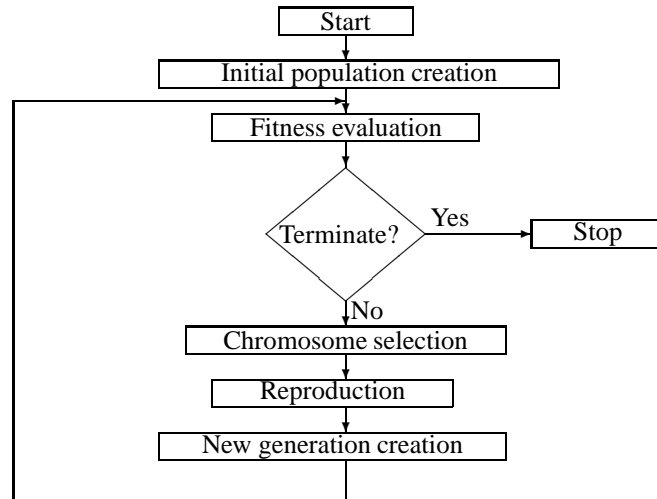 Start
Initial population creation
Fitness evaluation
Terminate?
Yes
Stop
No
Chromosome selection
Reproduction
New generation creation